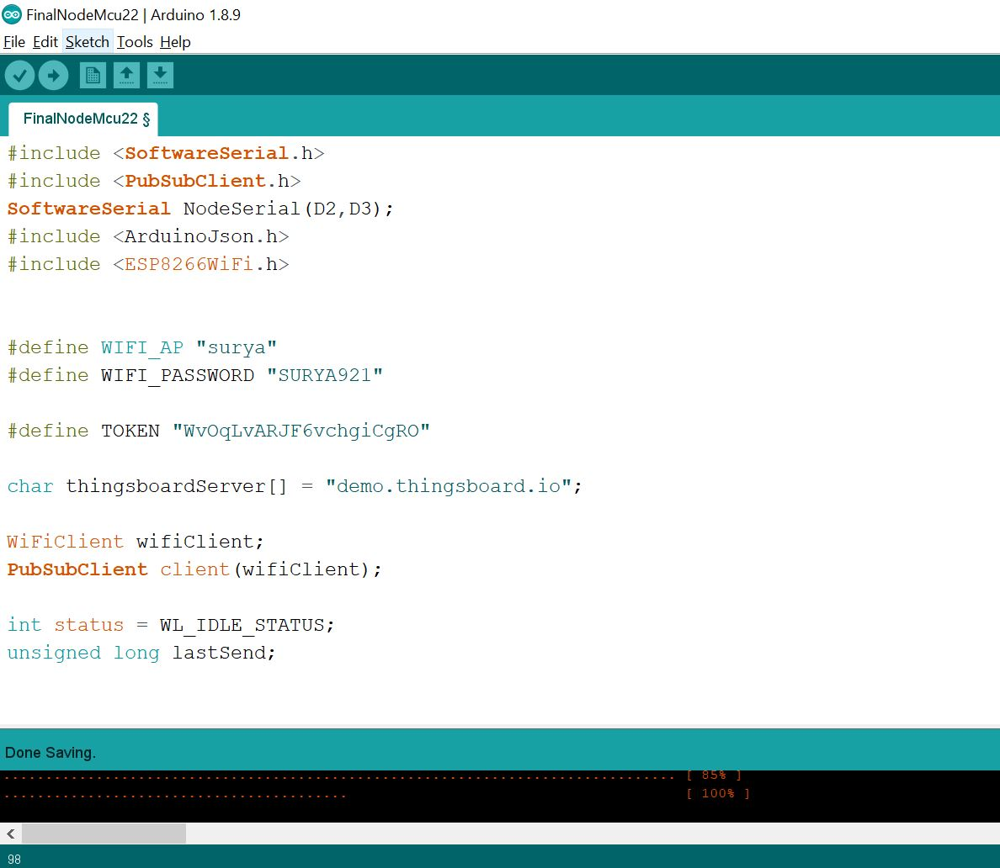 FinalNodeMcu22 | Arduino 1.8.9
File Edit Sketch Tools Help
FinalNodeMcu22 §
#include <SoftwareSerial.h>
#include <PubSubClient.h>
SoftwareSerial NodeSerial(D2,D3);
#include <ArduinoJson.h>
#include <ESP8266WiFi.h>
#define WIFI_AP "surya"
#define WIFI_PASSWORD "SURYA921"
#define TOKEN "WvOqLvARJF6vchgiCgRO"
char thingsboardServer[] = "demo.thingsboard.io";
WiFiClient wifiClient;
PubSubClient client(wifiClient);
int status = WL_IDLE_STATUS;
unsigned long lastSend;
Done Saving.
................................................................................ [ 85% ]
......................................... [ 100% ]
98